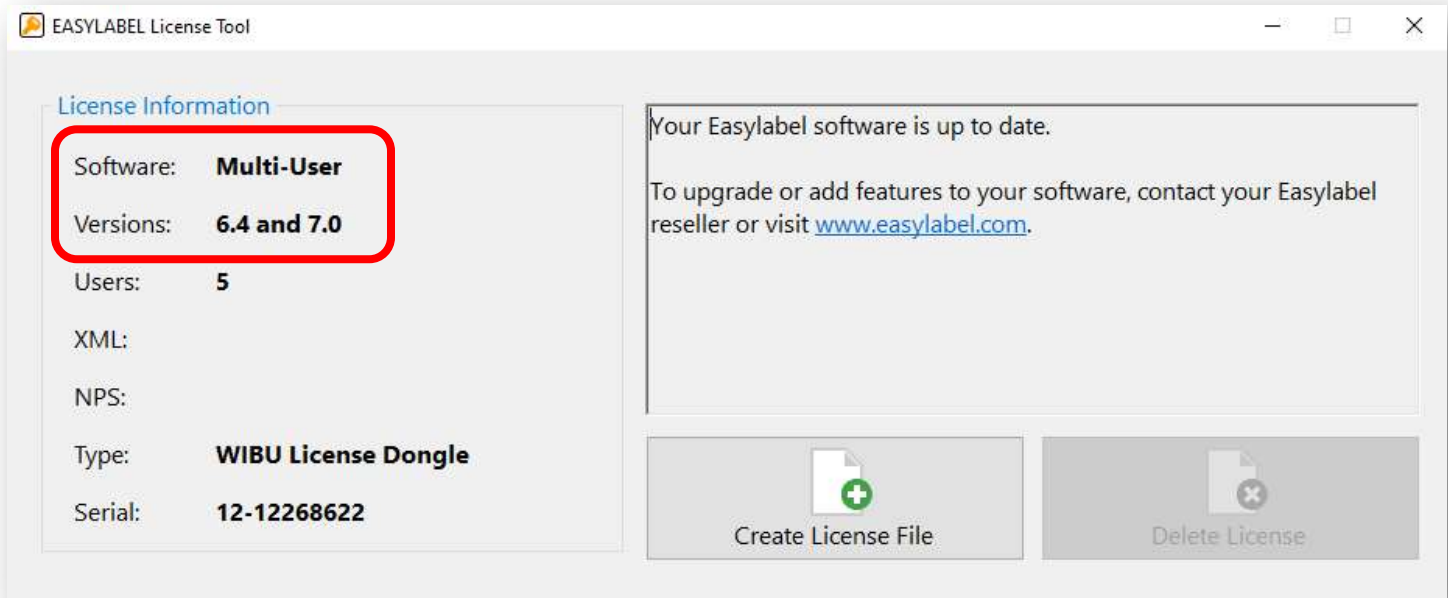 EASYLABEL License Tool
License Information
Software: Multi-User
Versions: 6.4 and 7.0
Users: 5
XML:
NPS:
Type: WIBU License Dongle
Serial: 12-12268622
Your Easylabel software is up to date.
To upgrade or add features to your software, contact your Easylabel
reseller or visit www.easylabel.com.
Create License File
Delete License